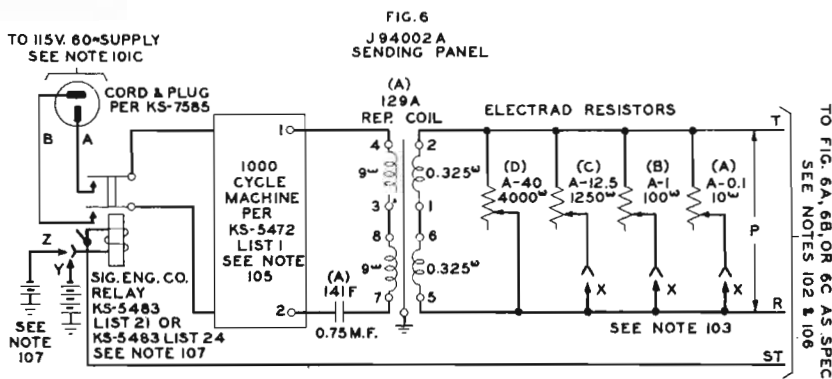 FIG. 6
J94002A
SENDING PANEL
TO 115V. 60~SUPPLY
SEE NOTE 101C
CORD & PLUG
PER KS-7585
B
A
(A)
129A
REP. COIL
ELECTRAD RESISTORS
1
1000
CYCLE
MACHINE
PER
KS-5472
LIST 1
SEE NOTE
105
2
4
9ω
3
8
9ω
7
2
0.325ω
1
6
0.325ω
5
(A)
141F
0.75 M.F.
(D)
A-40
4000ω
(C)
A-12.5
1250ω
(B)
A-1
100ω
(A)
A-0.1
10ω
X
X
X
T
P
R
ST
SEE NOTE 103
Z
Y
SIG. ENG. CO.
RELAY
KS-5483
LIST 21 OR
KS-5483 LIST 24
SEE NOTE 107
SEE
NOTE
107
TO FIG. 6A, 6B, OR 6C AS SPEC
SEE NOTES 102 & 106